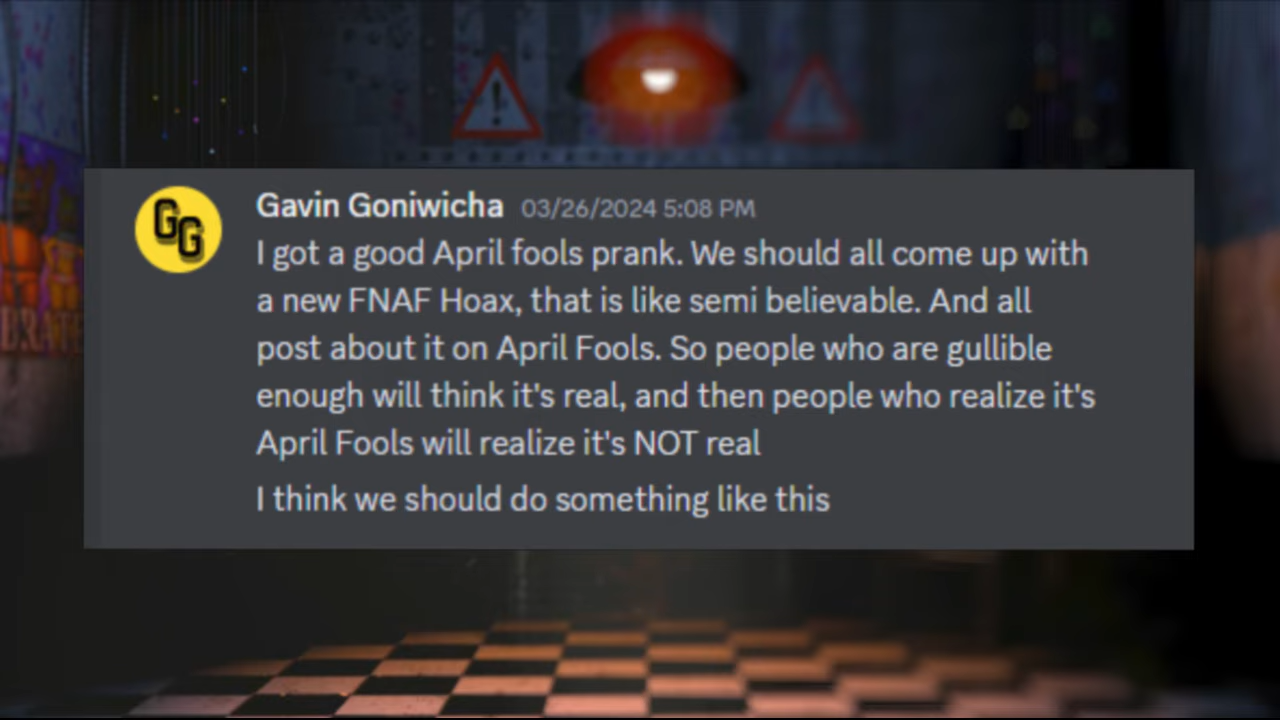 GG
Gavin Goniwicha 03/26/2024 5:08 PM
I got a good April fools prank. We should all come up with
a new FNAF Hoax, that is like semi believable. And all
post about it on April Fools. So people who are gullible
enough will think it's real, and then people who realize it's
April Fools will realize it's NOT real
I think we should do something like this
BRATE